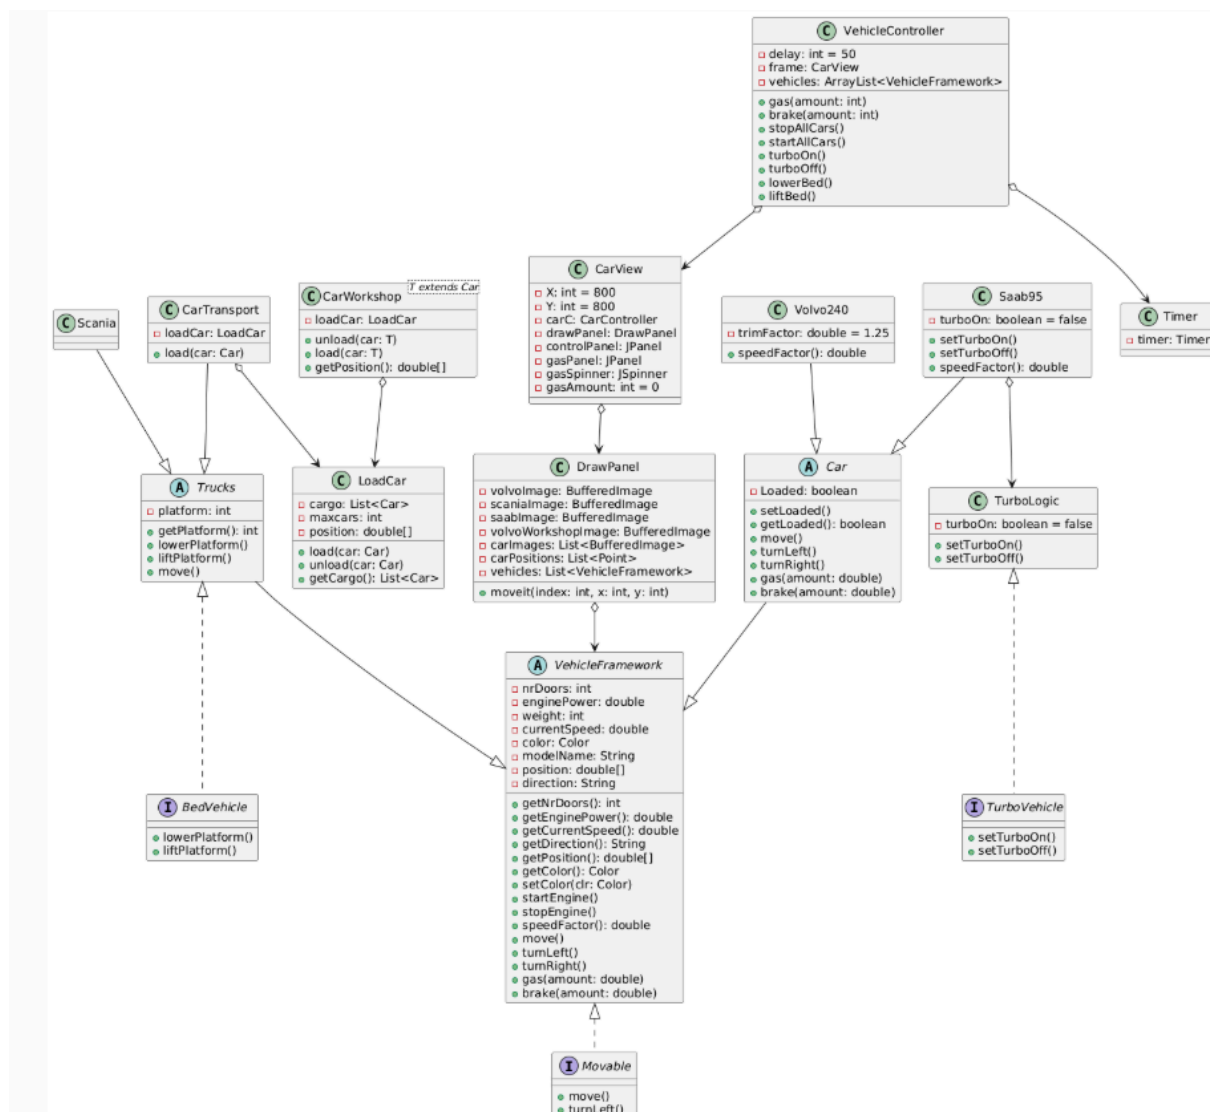 C VehicleController
delay: int = 50
frame: CarView
vehicles: ArrayList<VehicleFramework>
gas(amount: int)
brake(amount: int)
stopAllCars()
startAllCars()
turboOn()
turboOff()
lowerBed()
liftBed()
C Scania
C CarTransport
loadCar: LoadCar
load(car: Car)
C CarWorkshop
T extends Car
loadCar: LoadCar
unload(car: T)
load(car: T)
getPosition(): double[]
C CarView
X: int = 800
Y: int = 800
carC: CarController
drawPanel: DrawPanel
controlPanel: JPanel
gasPanel: JPanel
gasSpinner: JSpinner
gasAmount: int = 0
C Volvo240
trimFactor: double = 1.25
speedFactor(): double
C Saab95
turboOn: boolean = false
setTurboOn()
setTurboOff()
speedFactor(): double
C Timer
timer: Timer
A Trucks
platform: int
getPlatform(): int
lowerPlatform()
liftPlatform()
move()
C LoadCar
cargo: List<Car>
maxcars: int
position: double[]
load(car: Car)
unload(car: Car)
getCargo(): List<Car>
C DrawPanel
volvoImage: BufferedImage
scaniaImage: BufferedImage
saabImage: BufferedImage
volvoWorkshopImage: BufferedImage
carImages: List<BufferedImage>
carPositions: List<Point>
vehicles: List<VehicleFramework>
moveit(index: int, x: int, y: int)
A Car
Loaded: boolean
setLoaded()
getLoaded(): boolean
move()
turnLeft()
turnRight()
gas(amount: double)
brake(amount: double)
C TurboLogic
turboOn: boolean = false
setTurboOn()
setTurboOff()
A VehicleFramework
nrDoors: int
enginePower: double
weight: int
currentSpeed: double
color: Color
modelName: String
position: double[]
direction: String
getNrDoors(): int
getEnginePower(): double
getCurrentSpeed(): double
getDirection(): String
getPosition(): double[]
getColor(): Color
setColor(clr: Color)
startEngine()
stopEngine()
speedFactor(): double
move()
turnLeft()
turnRight()
gas(amount: double)
brake(amount: double)
I BedVehicle
lowerPlatform()
liftPlatform()
I TurboVehicle
setTurboOn()
setTurboOff()
I Movable
move()
turnLeft()